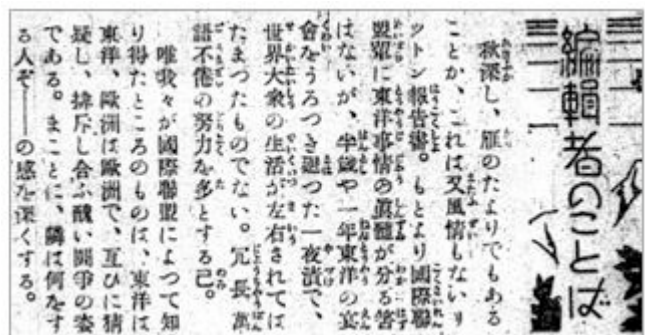 編輯者のことば
秋深し、雁のたよりでもある
ことか、これは又風情もないリ
ットン報告書。もとより國際聯
盟輩に東洋事情の眞髓が分る筈
はないが、半歳や一年東洋の宴
會をうろつき𢌞つた一夜漬で、
世界大衆の生活が左右されては
たまつたものでない。冗長萬
語不倦の努力を多とする已。
唯我々が國際聯盟によつて知
り得たところのものは、東洋は
東洋、歐洲は歐洲で、互ひに猜
疑し、擠斥し合ふ醜い鬪爭の姿
である。まことに、隣は何をす
る人ぞ——の感を深くする。